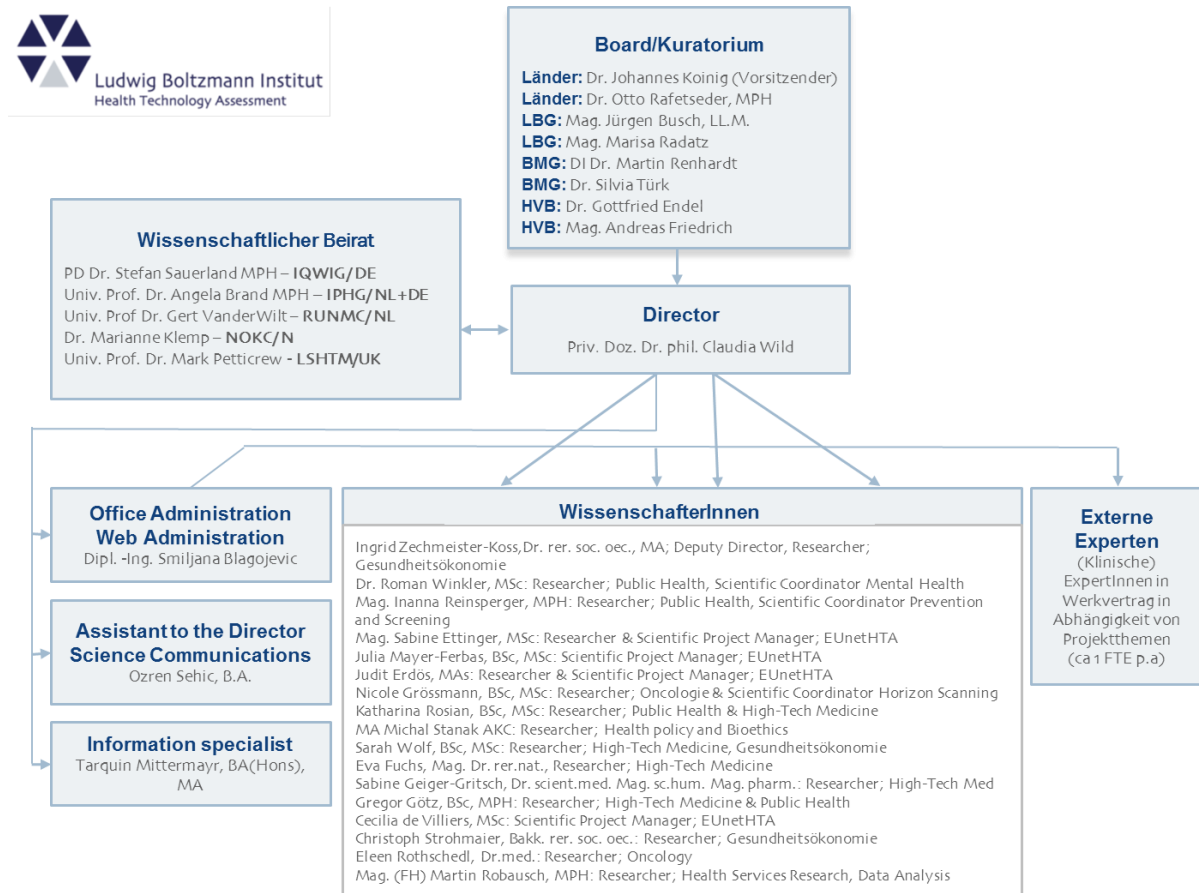 Ludwig Boltzmann Institut
Health Technology Assessment
Board/Kuratorium
Länder: Dr. Johannes Koinig (Vorsitzender)
Länder: Dr. Otto Rafetseder, MPH
LBG: Mag. Jürgen Busch, LL.M.
LBG: Mag. Marisa Radatz
BMG: DI Dr. Martin Renhardt
BMG: Dr. Silvia Türk
HVB: Dr. Gottfried Endel
HVB: Mag. Andreas Friedrich
Wissenschaftlicher Beirat
PD Dr. Stefan Sauerland MPH – IQWIG/DE
Univ. Prof. Dr. Angela Brand MPH – IPHG/NL+DE
Univ. Prof Dr. Gert VanderWilt – RUNMC/NL
Dr. Marianne Klemp – NOKC/N
Univ. Prof. Dr. Mark Petticrew - LSHTM/UK
Director
Priv. Doz. Dr. phil. Claudia Wild
Office Administration
Web Administration
Dipl. -Ing. Smiljana Blagojevic
Assistant to the Director
Science Communications
Ozren Sehic, B.A.
Information specialist
Tarquin Mittermayr, BA(Hons),
MA
WissenschafterInnen
Ingrid Zechmeister-Koss,Dr. rer. soc. oec., MA; Deputy Director, Researcher;
Gesundheitsökonomie
Dr. Roman Winkler, MSc: Researcher; Public Health, Scientific Coordinator Mental Health
Mag. Inanna Reinsperger, MPH: Researcher; Public Health, Scientific Coordinator Prevention
and Screening
Mag. Sabine Ettinger, MSc: Researcher & Scientific Project Manager; EUnetHTA
Julia Mayer-Ferbas, BSc, MSc: Scientific Project Manager; EUnetHTA
Judit Erdös, MAs: Researcher & Scientific Project Manager; EUnetHTA
Nicole Grössmann, BSc, MSc: Researcher; Oncologie & Scientific Coordinator Horizon Scanning
Katharina Rosian, BSc, MSc: Researcher; Public Health & High-Tech Medicine
MA Michal Stanak AKC: Researcher; Health policy and Bioethics
Sarah Wolf, BSc, MSc: Researcher; High-Tech Medicine, Gesundheitsökonomie
Eva Fuchs, Mag. Dr. rer.nat., Researcher; High-Tech Medicine
Sabine Geiger-Gritsch, Dr. scient.med. Mag. sc.hum. Mag. pharm.: Researcher; High-Tech Med
Gregor Götz, BSc, MPH: Researcher; High-Tech Medicine & Public Health
Cecilia de Villiers, MSc: Scientific Project Manager; EUnetHTA
Christoph Strohmaier, Bakk. rer. soc. oec.: Researcher; Gesundheitsökonomie
Eleen Rothschedl, Dr.med.: Researcher; Oncology
Mag. (FH) Martin Robausch, MPH: Researcher; Health Services Research, Data Analysis
Externe
Experten
(Klinische)
ExpertInnen in
Werkvertrag in
Abhängigkeit von
Projektthemen
(ca 1 FTE p.a)